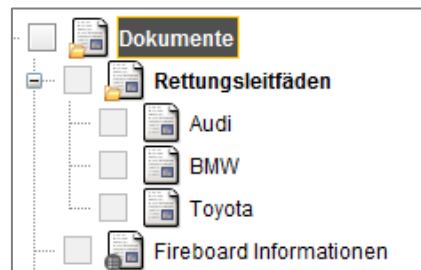 Dokumente
Rettungsleitfäden
Audi
BMW
Toyota
Fireboard Informationen